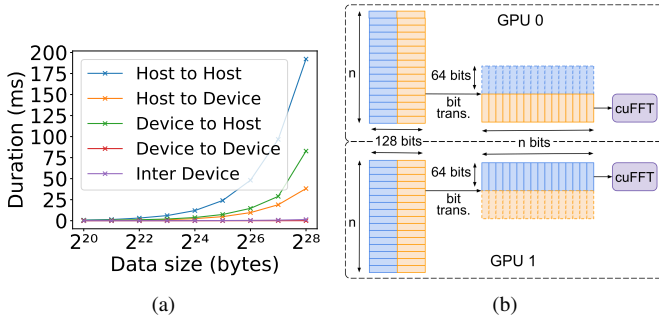 200
175
150
125
100
75
50
25
0
Duration (ms)
Host to Host
Host to Device
Device to Host
Device to Device
Inter Device
2^20 2^22 2^24 2^26 2^28
Data size (bytes)
(a)
GPU 0
n
64 bits
bit
trans.
cuFFT
128 bits
n bits
n
64 bits
bit
trans.
cuFFT
GPU 1
(b)